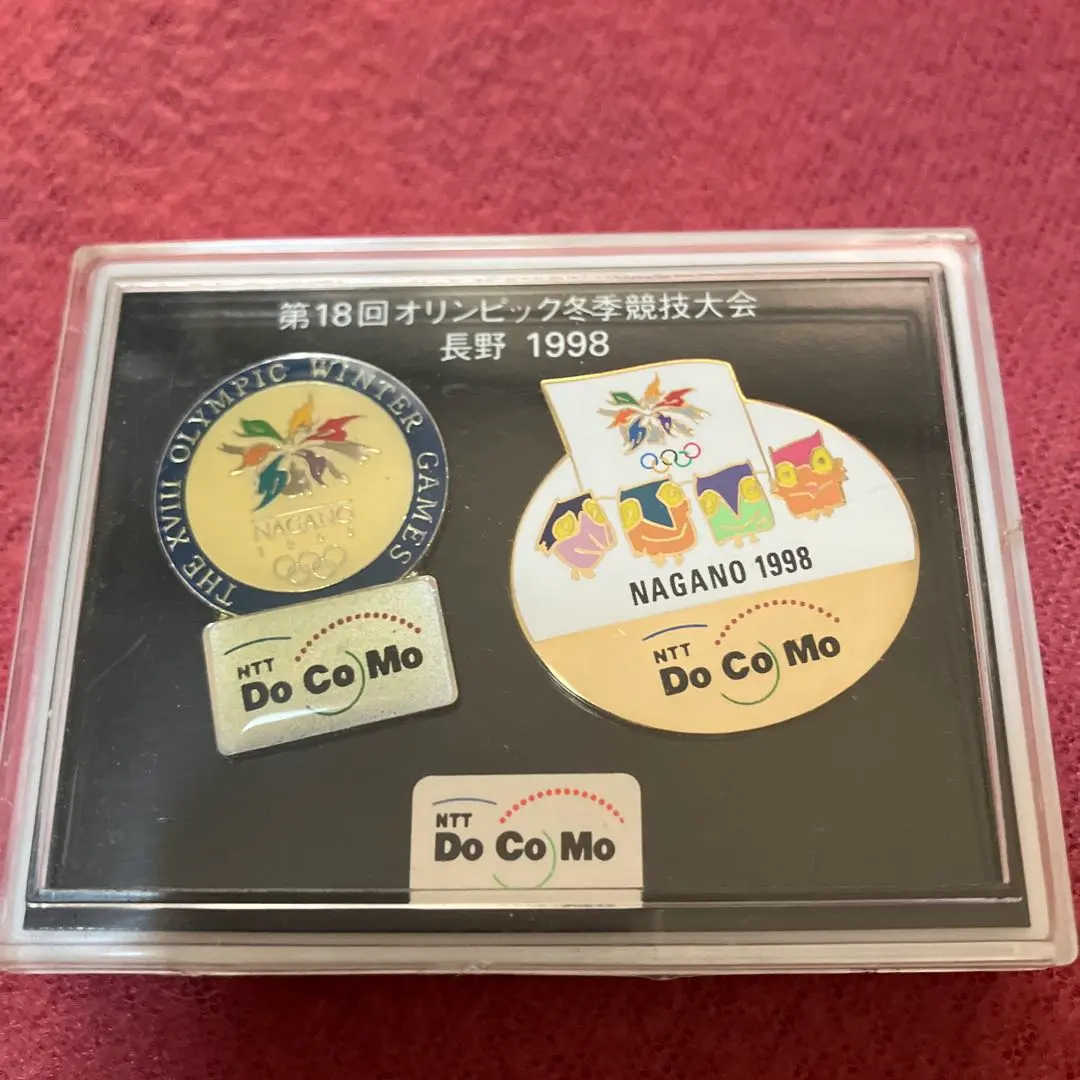 第18回オリンピック冬季競技大会
長野 1998
THE XVIII OLYMPIC WINTER GAMES
NAGANO
1998
NTT
DoCoMo
NAGANO 1998
NTT
DoCoMo
NTT
DoCoMo